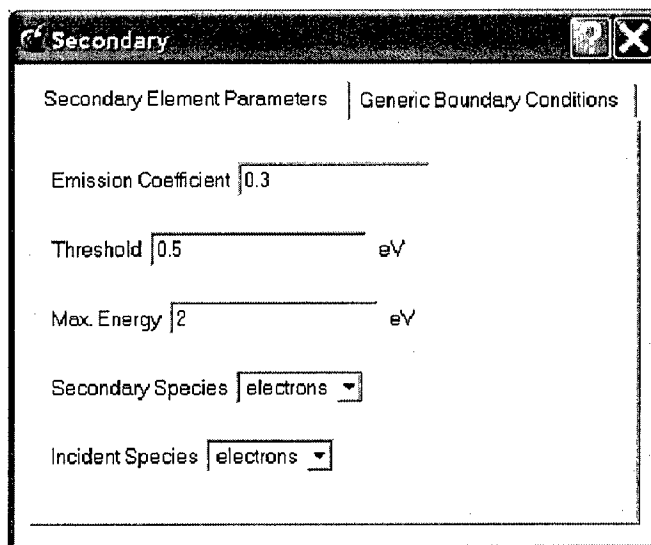 Secondary
Secondary Element Parameters Generic Boundary Conditions
Emission Coefficient 0.3
Threshold 0.5 eV
Max. Energy 2 eV
Secondary Species electrons
Incident Species electrons